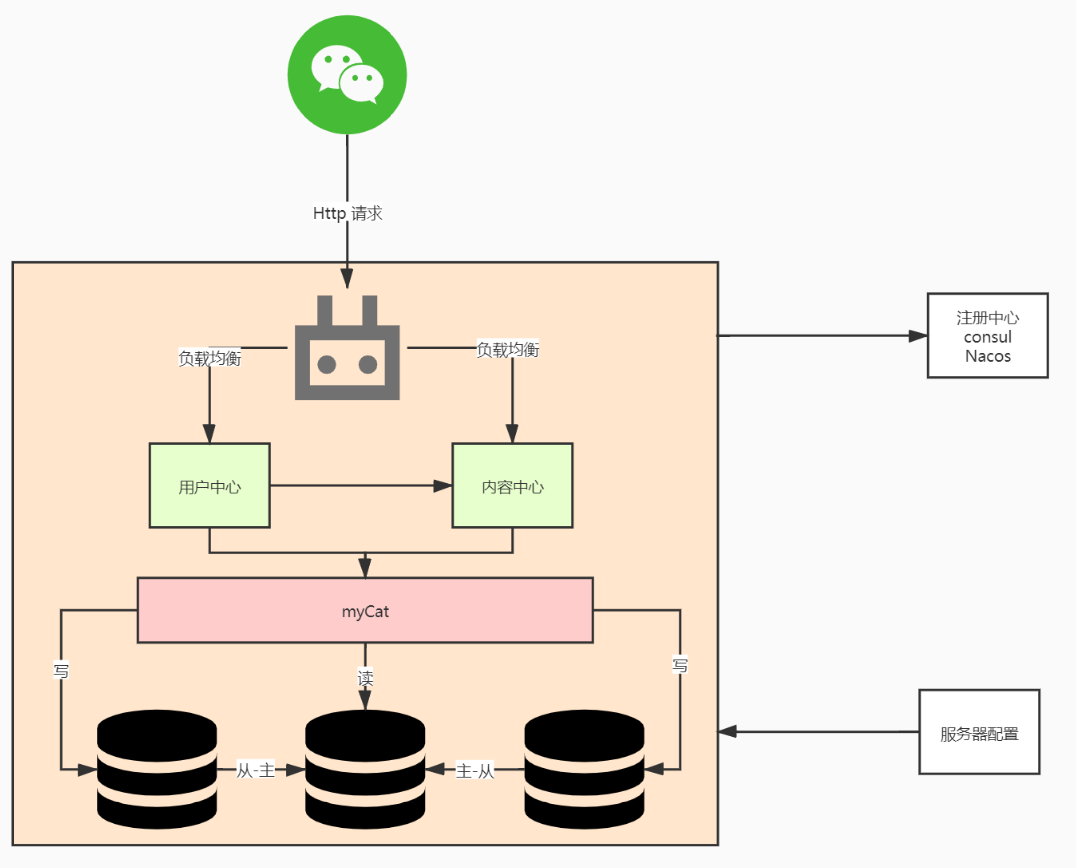 Http 请求
注册中心
consul
Nacos
负载均衡
负载均衡
用户中心
内容中心
myCat
写
读
写
服务器配置
从-主
主-从